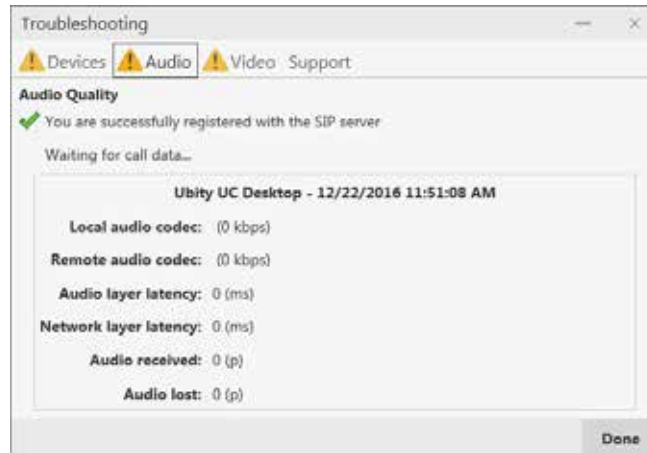 Troubleshooting
Devices Audio Video Support
Audio Quality
You are successfully registered with the SIP server
Waiting for call data...
Ubity UC Desktop - 12/22/2016 11:51:08 AM
Local audio codec: (0 kbps)
Remote audio codec: (0 kbps)
Audio layer latency: 0 (ms)
Network layer latency: 0 (ms)
Audio received: 0 (p)
Audio lost: 0 (p)
Done